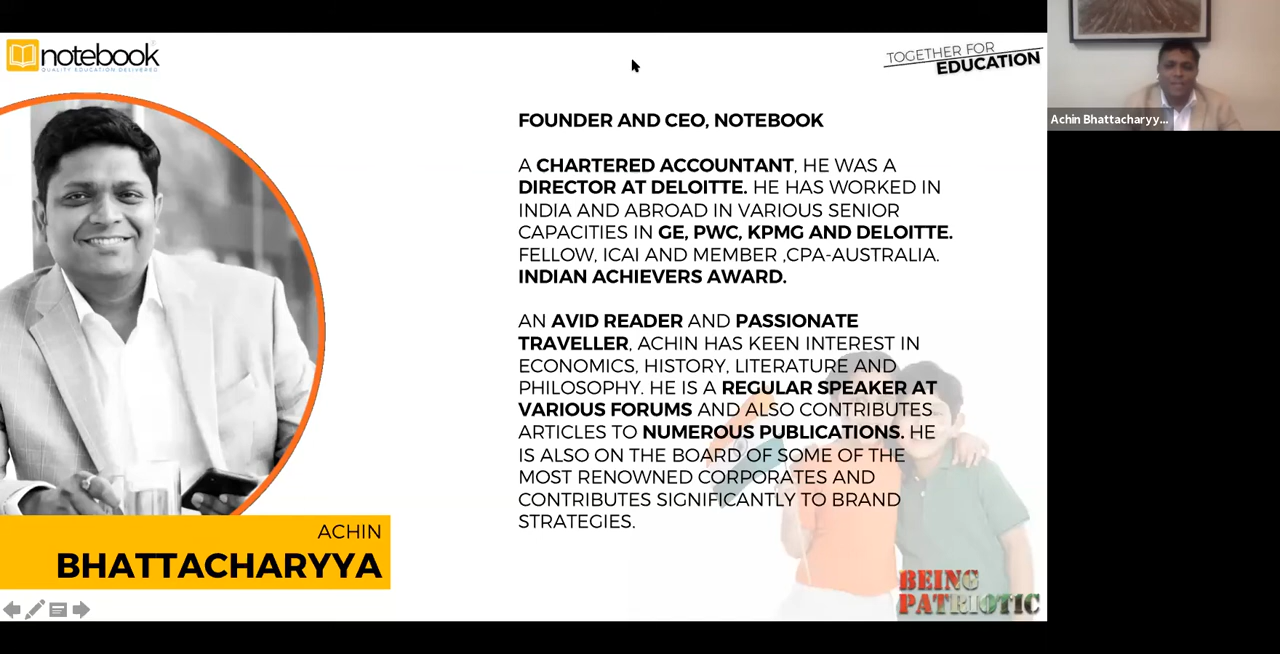 notebook
QUALITY EDUCATION DELIVERED
TOGETHER FOR
EDUCATION
Achin Bhattacharyy...
FOUNDER AND CEO, NOTEBOOK
A CHARTERED ACCOUNTANT, HE WAS A
DIRECTOR AT DELOITTE. HE HAS WORKED IN
INDIA AND ABROAD IN VARIOUS SENIOR
CAPACITIES IN GE, PWC, KPMG AND DELOITTE.
FELLOW, ICAI AND MEMBER ,CPA-AUSTRALIA.
INDIAN ACHIEVERS AWARD.
AN AVID READER AND PASSIONATE
TRAVELLER, ACHIN HAS KEEN INTEREST IN
ECONOMICS, HISTORY, LITERATURE AND
PHILOSOPHY. HE IS A REGULAR SPEAKER AT
VARIOUS FORUMS AND ALSO CONTRIBUTES
ARTICLES TO NUMEROUS PUBLICATIONS. HE
IS ALSO ON THE BOARD OF SOME OF THE
MOST RENOWNED CORPORATES AND
CONTRIBUTES SIGNIFICANTLY TO BRAND
STRATEGIES.
ACHIN
BHATTACHARYYA
BEING
PATRIOTIC